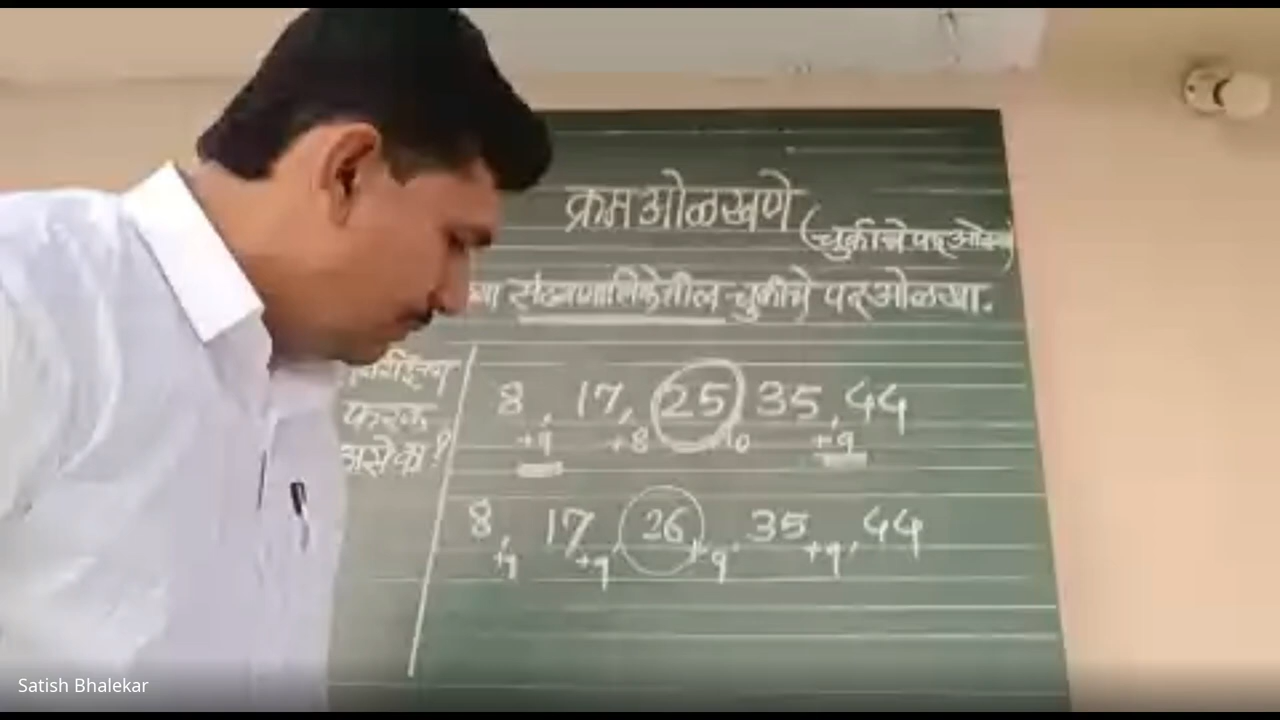 क्रम ओळखणे
(चुकीचे पद ओळखा)
संख्यामालिकेतील चुकीचे पद ओळखा.
फरक
असे का?
8, 17, 25, 35, 44
+9 +8 +10 +9
8, 17, 26, 35, 44
+9 +9 +9 +9
Satish Bhalekar